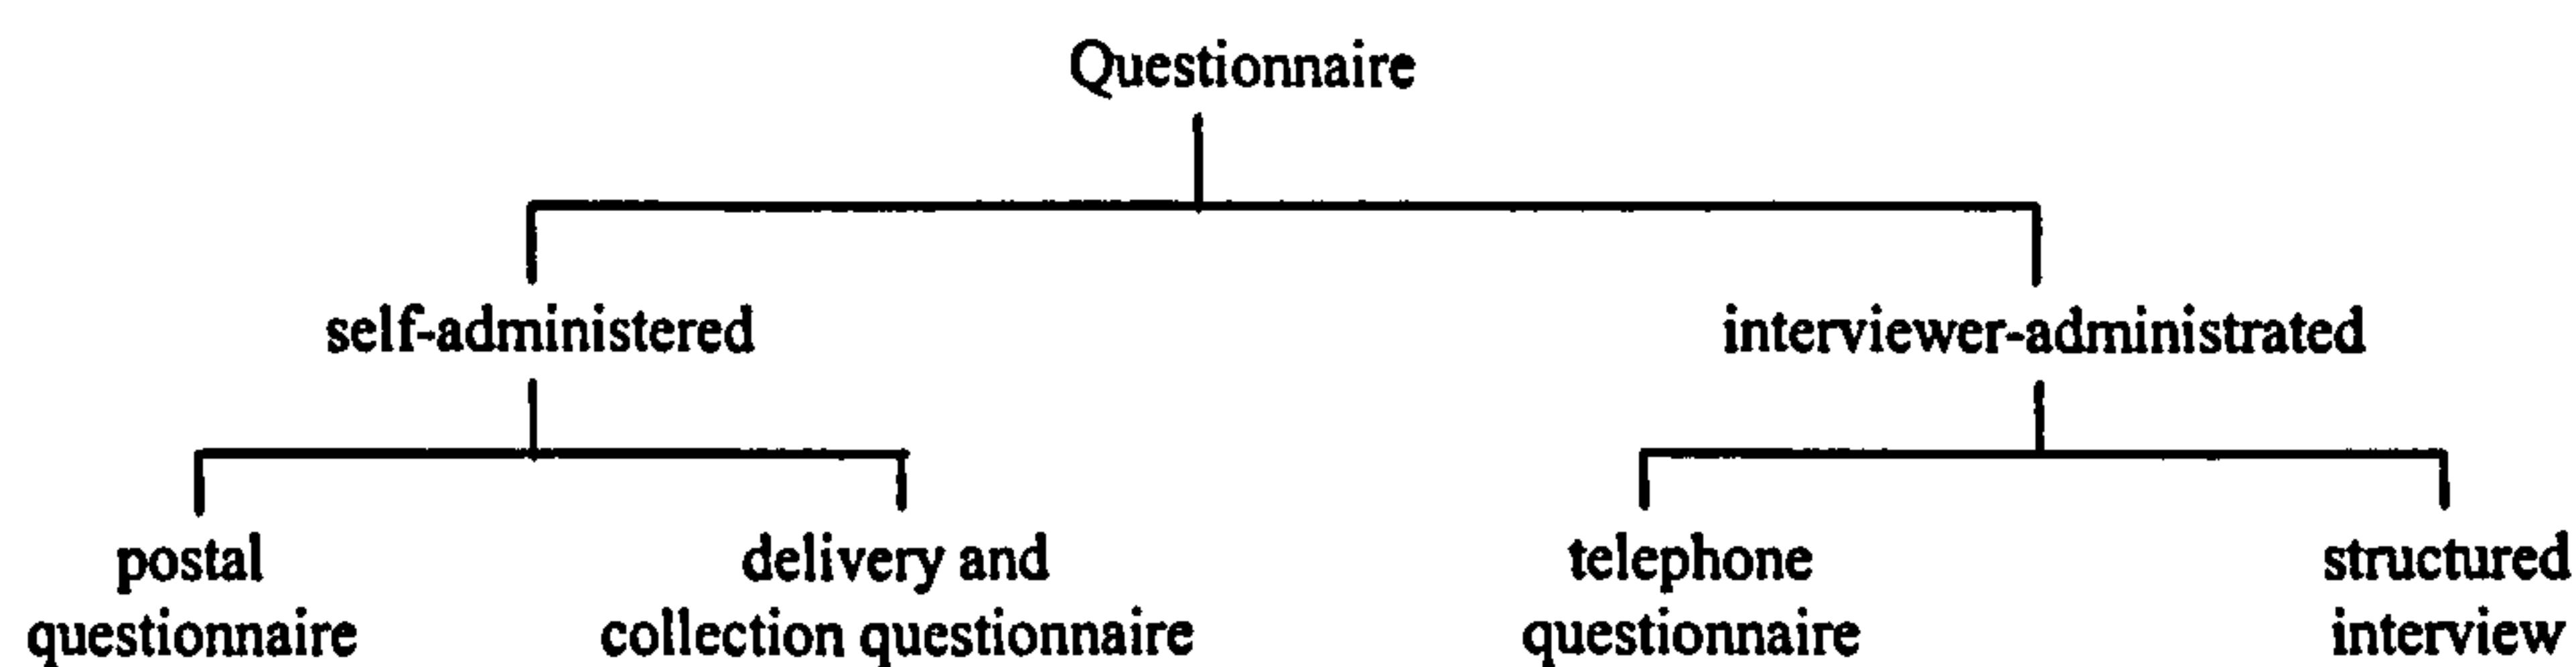 Questionnaire
self-administered
interviewer-administrated
postal
questionnaire
delivery and
collection questionnaire
telephone
questionnaire
structured
interview